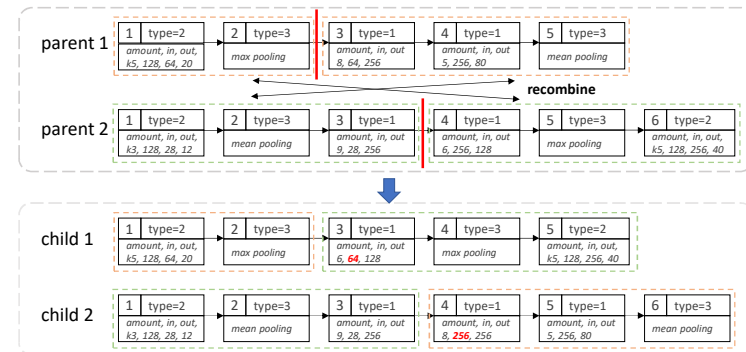 parent 1
1 type=2
amount, in, out,
k5, 128, 64, 20
2 type=3
max pooling
3 type=1
amount, in, out
8, 64, 256
4 type=1
amount, in, out
5, 256, 80
5 type=3
mean pooling
recombine
parent 2
1 type=2
amount, in, out,
k3, 128, 28, 12
2 type=3
mean pooling
3 type=1
amount, in, out
9, 28, 256
4 type=1
amount, in, out
6, 256, 128
5 type=3
max pooling
6 type=2
amount, in, out,
k5, 128, 256, 40
child 1
1 type=2
amount, in, out,
k5, 128, 64, 20
2 type=3
max pooling
3 type=1
amount, in, out
6, 64, 128
4 type=3
max pooling
5 type=2
amount, in, out,
k5, 128, 256, 40
child 2
1 type=2
amount, in, out,
k3, 128, 28, 12
2 type=3
mean pooling
3 type=1
amount, in, out
9, 28, 256
4 type=1
amount, in, out
8, 256, 256
5 type=1
amount, in, out
5, 256, 80
6 type=3
mean pooling